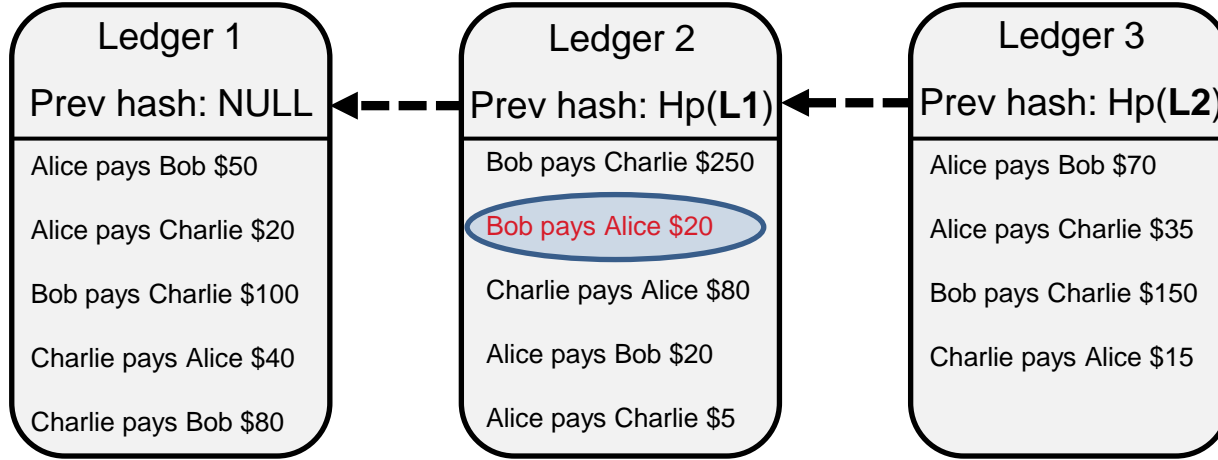 Ledger 1
Prev hash: NULL
Alice pays Bob $50
Alice pays Charlie $20
Bob pays Charlie $100
Charlie pays Alice $40
Charlie pays Bob $80
Ledger 2
Prev hash: Hp(L1)
Bob pays Charlie $250
Bob pays Alice $20
Charlie pays Alice $80
Alice pays Bob $20
Alice pays Charlie $5
Ledger 3
Prev hash: Hp(L2)
Alice pays Bob $70
Alice pays Charlie $35
Bob pays Charlie $150
Charlie pays Alice $15